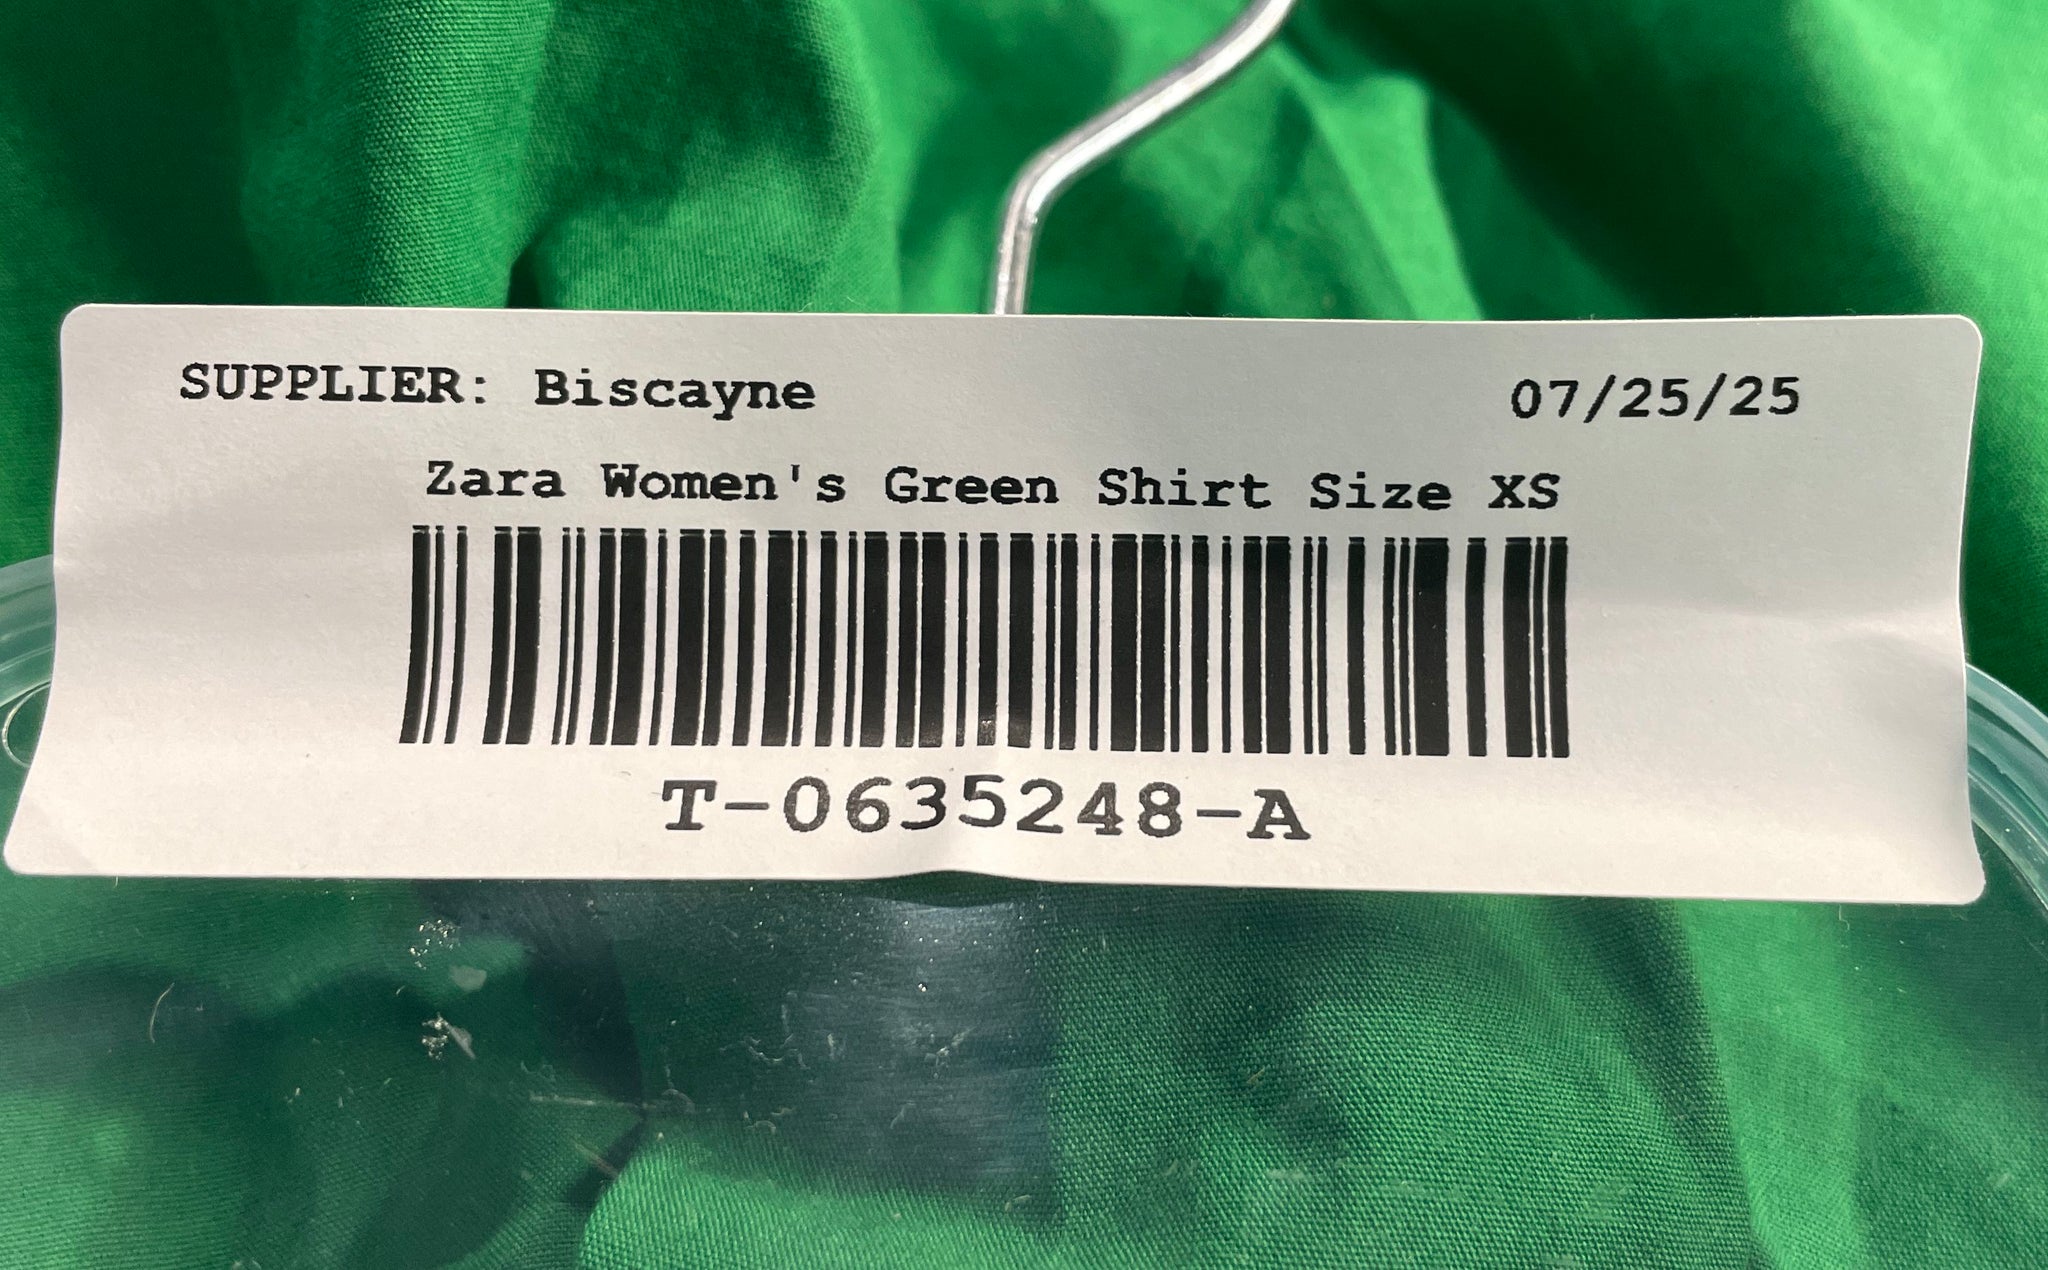 SUPPLIER: Biscayne 07/25/25
Zara Women's Green Shirt Size XS
T-0635248-A